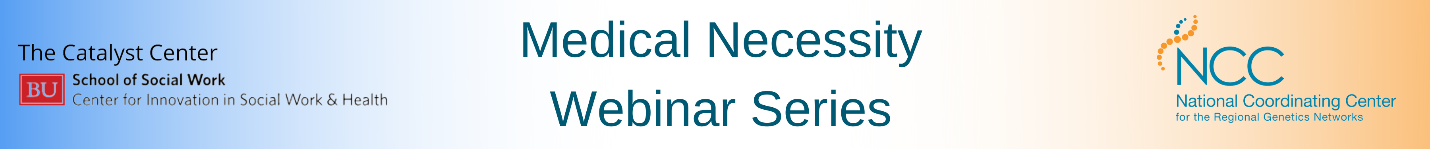 The Catalyst Center
BU
School of Social Work
Center for Innovation in Social Work & Health
Medical Necessity
Webinar Series
NCC
National Coordinating Center
for the Regional Genetics Networks